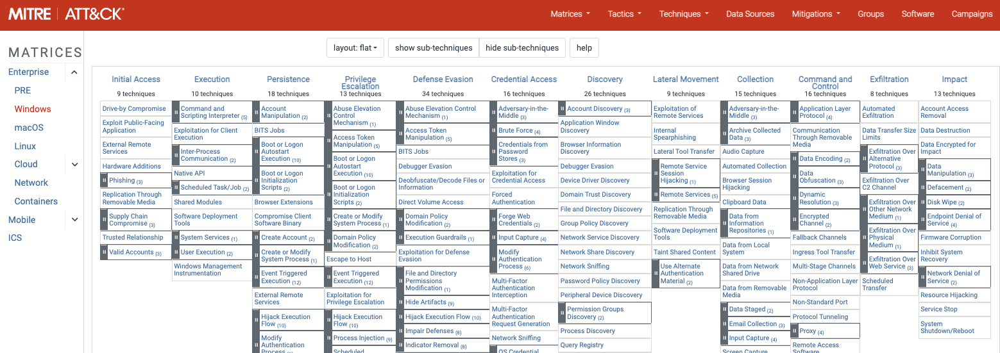 MITRE | ATT&CK®
Matrices
Tactics
Techniques
Data Sources
Mitigations
Groups
Software
Campaigns
MATRICES
Enterprise
PRE
Windows
macOS
Linux
Cloud
Network
Containers
Mobile
ICS
layout: flat
show sub-techniques
hide sub-techniques
help
Initial Access
9 techniques
Drive-by Compromise
Exploit Public-Facing
Application
External Remote
Services
Hardware Additions
Phishing (3)
Replication Through
Removable Media
Supply Chain
Compromise (3)
Trusted Relationship
Valid Accounts (3)
Execution
10 techniques
Command and
Scripting Interpreter (5)
Exploitation for Client
Execution
Inter-Process
Communication (2)
Native API
Scheduled Task/Job (2)
Shared Modules
Software Deployment
Tools
System Services (1)
User Execution (2)
Windows Management
Instrumentation
Persistence
18 techniques
Account
Manipulation (2)
BITS Jobs
Boot or Logon
Autostart
Execution (10)
Boot or Logon
Initialization
Scripts (2)
Browser Extensions
Compromise Client
Software Binary
Create Account (2)
Create or Modify
System Process (1)
Event Triggered
Execution (12)
External Remote
Services
Hijack Execution
Flow (10)
Modify
Authentication
Process
Privilege
Escalation
13 techniques
Abuse Elevation
Control
Mechanism (1)
Access Token
Manipulation (5)
Boot or Logon
Autostart
Execution (10)
Boot or Logon
Initialization
Scripts (2)
Create or Modify
System Process (1)
Domain Policy
Modification (2)
Escape to Host
Event Triggered
Execution (12)
Exploitation for
Privilege Escalation
Hijack Execution
Flow (10)
Process Injection (9)
Scheduled
Defense Evasion
34 techniques
Abuse Elevation Control
Mechanism (1)
Access Token
Manipulation (5)
BITS Jobs
Debugger Evasion
Deobfuscate/Decode Files or
Information
Direct Volume Access
Domain Policy
Modification (2)
Execution Guardrails (1)
Exploitation for Defense
Evasion
File and Directory
Permissions
Modification (1)
Hide Artifacts (9)
Hijack Execution Flow (10)
Impair Defenses (8)
Indicator Removal (8)
Credential Access
16 techniques
Adversary-in-the-
Middle (3)
Brute Force (4)
Credentials from
Password
Stores (3)
Exploitation for
Credential Access
Forced
Authentication
Forge Web
Credentials (2)
Input Capture (4)
Modify
Authentication
Process (6)
Multi-Factor
Authentication
Interception
Multi-Factor
Authentication
Request Generation
Network Sniffing
OS Credential
Discovery
26 techniques
Account Discovery (3)
Application Window
Discovery
Browser Information
Discovery
Debugger Evasion
Device Driver Discovery
Domain Trust Discovery
File and Directory Discovery
Group Policy Discovery
Network Service Discovery
Network Share Discovery
Network Sniffing
Password Policy Discovery
Peripheral Device Discovery
Permission Groups
Discovery (2)
Process Discovery
Query Registry
Lateral Movement
9 techniques
Exploitation of
Remote Services
Internal
Spearphishing
Lateral Tool Transfer
Remote Service
Session
Hijacking (1)
Remote Services (5)
Replication Through
Removable Media
Software Deployment
Tools
Taint Shared Content
Use Alternate
Authentication
Material (2)
Collection
15 techniques
Adversary-in-the-
Middle (3)
Archive Collected
Data (3)
Audio Capture
Automated Collection
Browser Session
Hijacking
Clipboard Data
Data from
Information
Repositories (1)
Data from Local
System
Data from Network
Shared Drive
Data from Removable
Media
Data Staged (2)
Email Collection (3)
Input Capture (4)
Screen Capture
Command and
Control
16 techniques
Application Layer
Protocol (4)
Communication
Through Removable
Media
Data Encoding (2)
Data
Obfuscation (3)
Dynamic
Resolution (3)
Encrypted
Channel (2)
Fallback Channels
Ingress Tool Transfer
Multi-Stage Channels
Non-Application Layer
Protocol
Non-Standard Port
Protocol Tunneling
Proxy (4)
Remote Access
Software
Exfiltration
8 techniques
Automated
Exfiltration
Data Transfer Size
Limits
Exfiltration Over
Alternative
Protocol (3)
Exfiltration Over
C2 Channel
Exfiltration Over
Other Network
Medium (1)
Exfiltration Over
Physical
Medium (1)
Exfiltration Over
Web Service (3)
Scheduled
Transfer
Impact
13 techniques
Account Access
Removal
Data Destruction
Data Encrypted for
Impact
Data
Manipulation (3)
Defacement (2)
Disk Wipe (2)
Endpoint Denial of
Service (4)
Firmware Corruption
Inhibit System
Recovery
Network Denial of
Service (2)
Resource Hijacking
Service Stop
System
Shutdown/Reboot